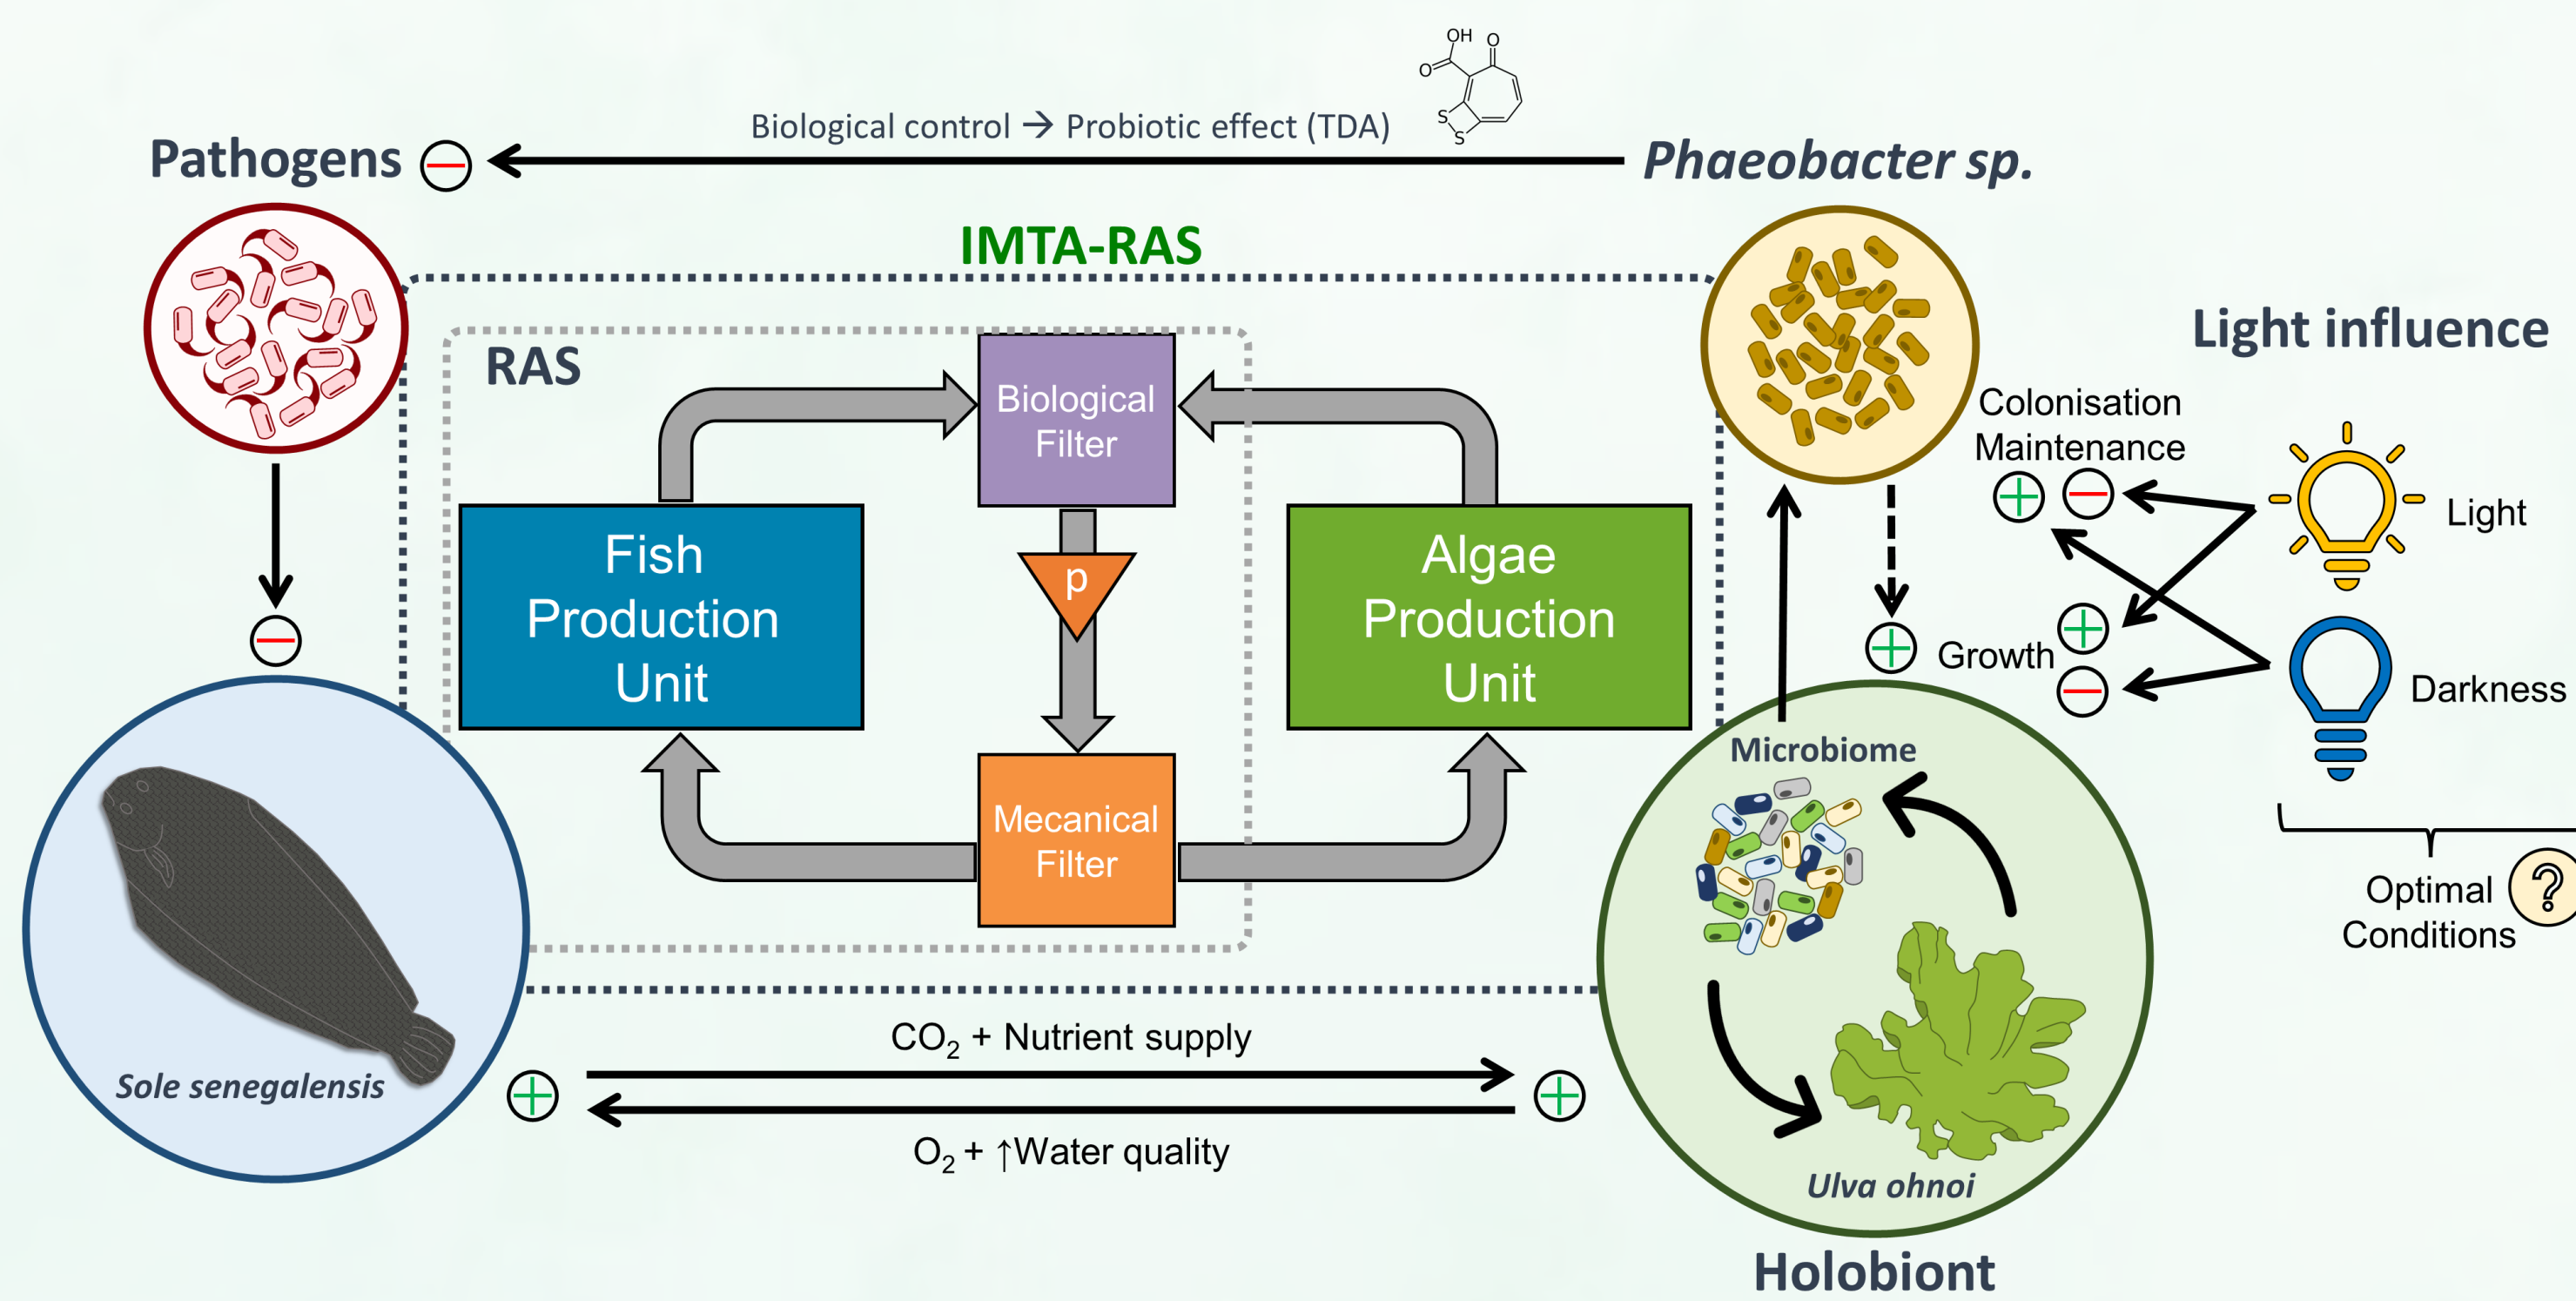 OH
O
O
S
S
Biological control → Probiotic effect (TDA)
Pathogens
Phaeobacter sp.
IMTA-RAS
RAS
Light influence
Biological
Filter
Colonisation
Maintenance
Light
Fish
Production
Unit
p
Algae
Production
Unit
Growth
Darkness
Microbiome
Mecanical
Filter
Optimal
Conditions
?
CO₂ + Nutrient supply
Sole senegalensis
O₂ + ↑Water quality
Ulva ohnoi
Holobiont